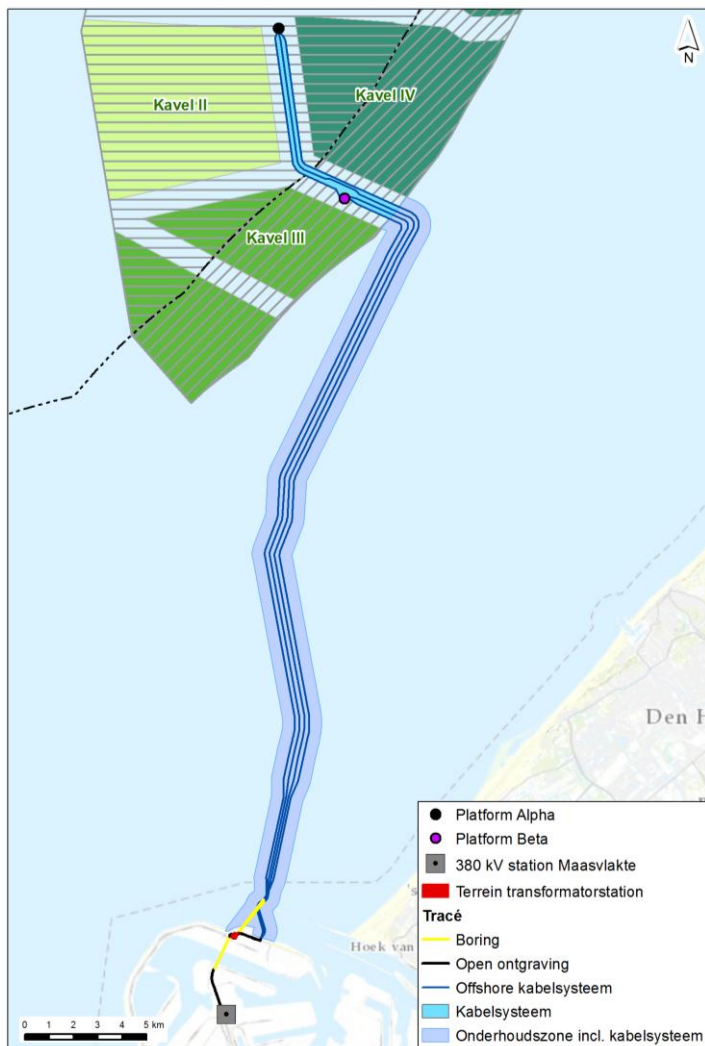 N
Kavel II
Kavel IV
Kavel III
Den H
's
Hoek van
Platform Alpha
Platform Beta
380 kV station Maasvlakte
Terrein transformatorstation
Tracé
Boring
Open ontgraving
Offshore kabelsysteem
Kabelsysteem
Onderhoudszone incl. kabelsysteem
0 1 2 3 4 5 km